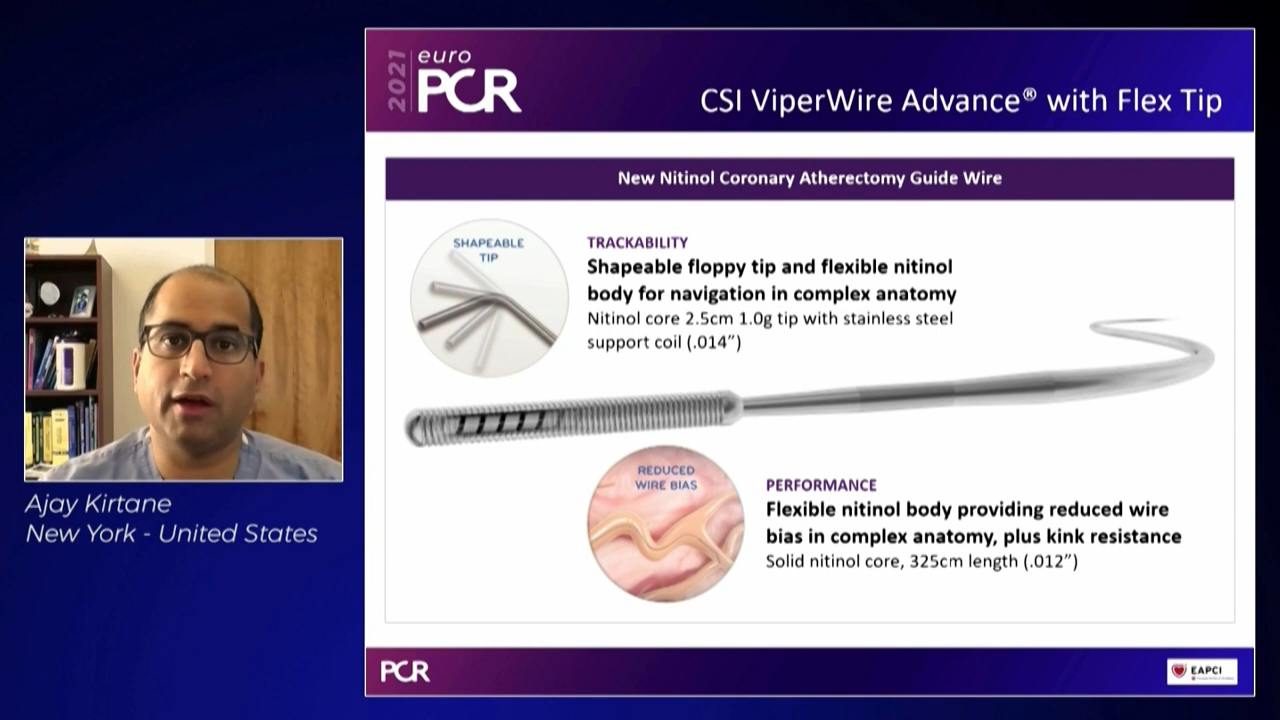 2021
euro
PCR
CSI ViperWire Advance® with Flex Tip
New Nitinol Coronary Atherectomy Guide Wire
SHAPEABLE
TIP
TRACKABILITY
Shapeable floppy tip and flexible nitinol
body for navigation in complex anatomy
Nitinol core 2.5cm 1.0g tip with stainless steel
support coil (.014”)
REDUCED
WIRE BIAS
PERFORMANCE
Flexible nitinol body providing reduced wire
bias in complex anatomy, plus kink resistance
Solid nitinol core, 325cm length (.012”)
Ajay Kirtane
New York - United States
PCR
EAPCI